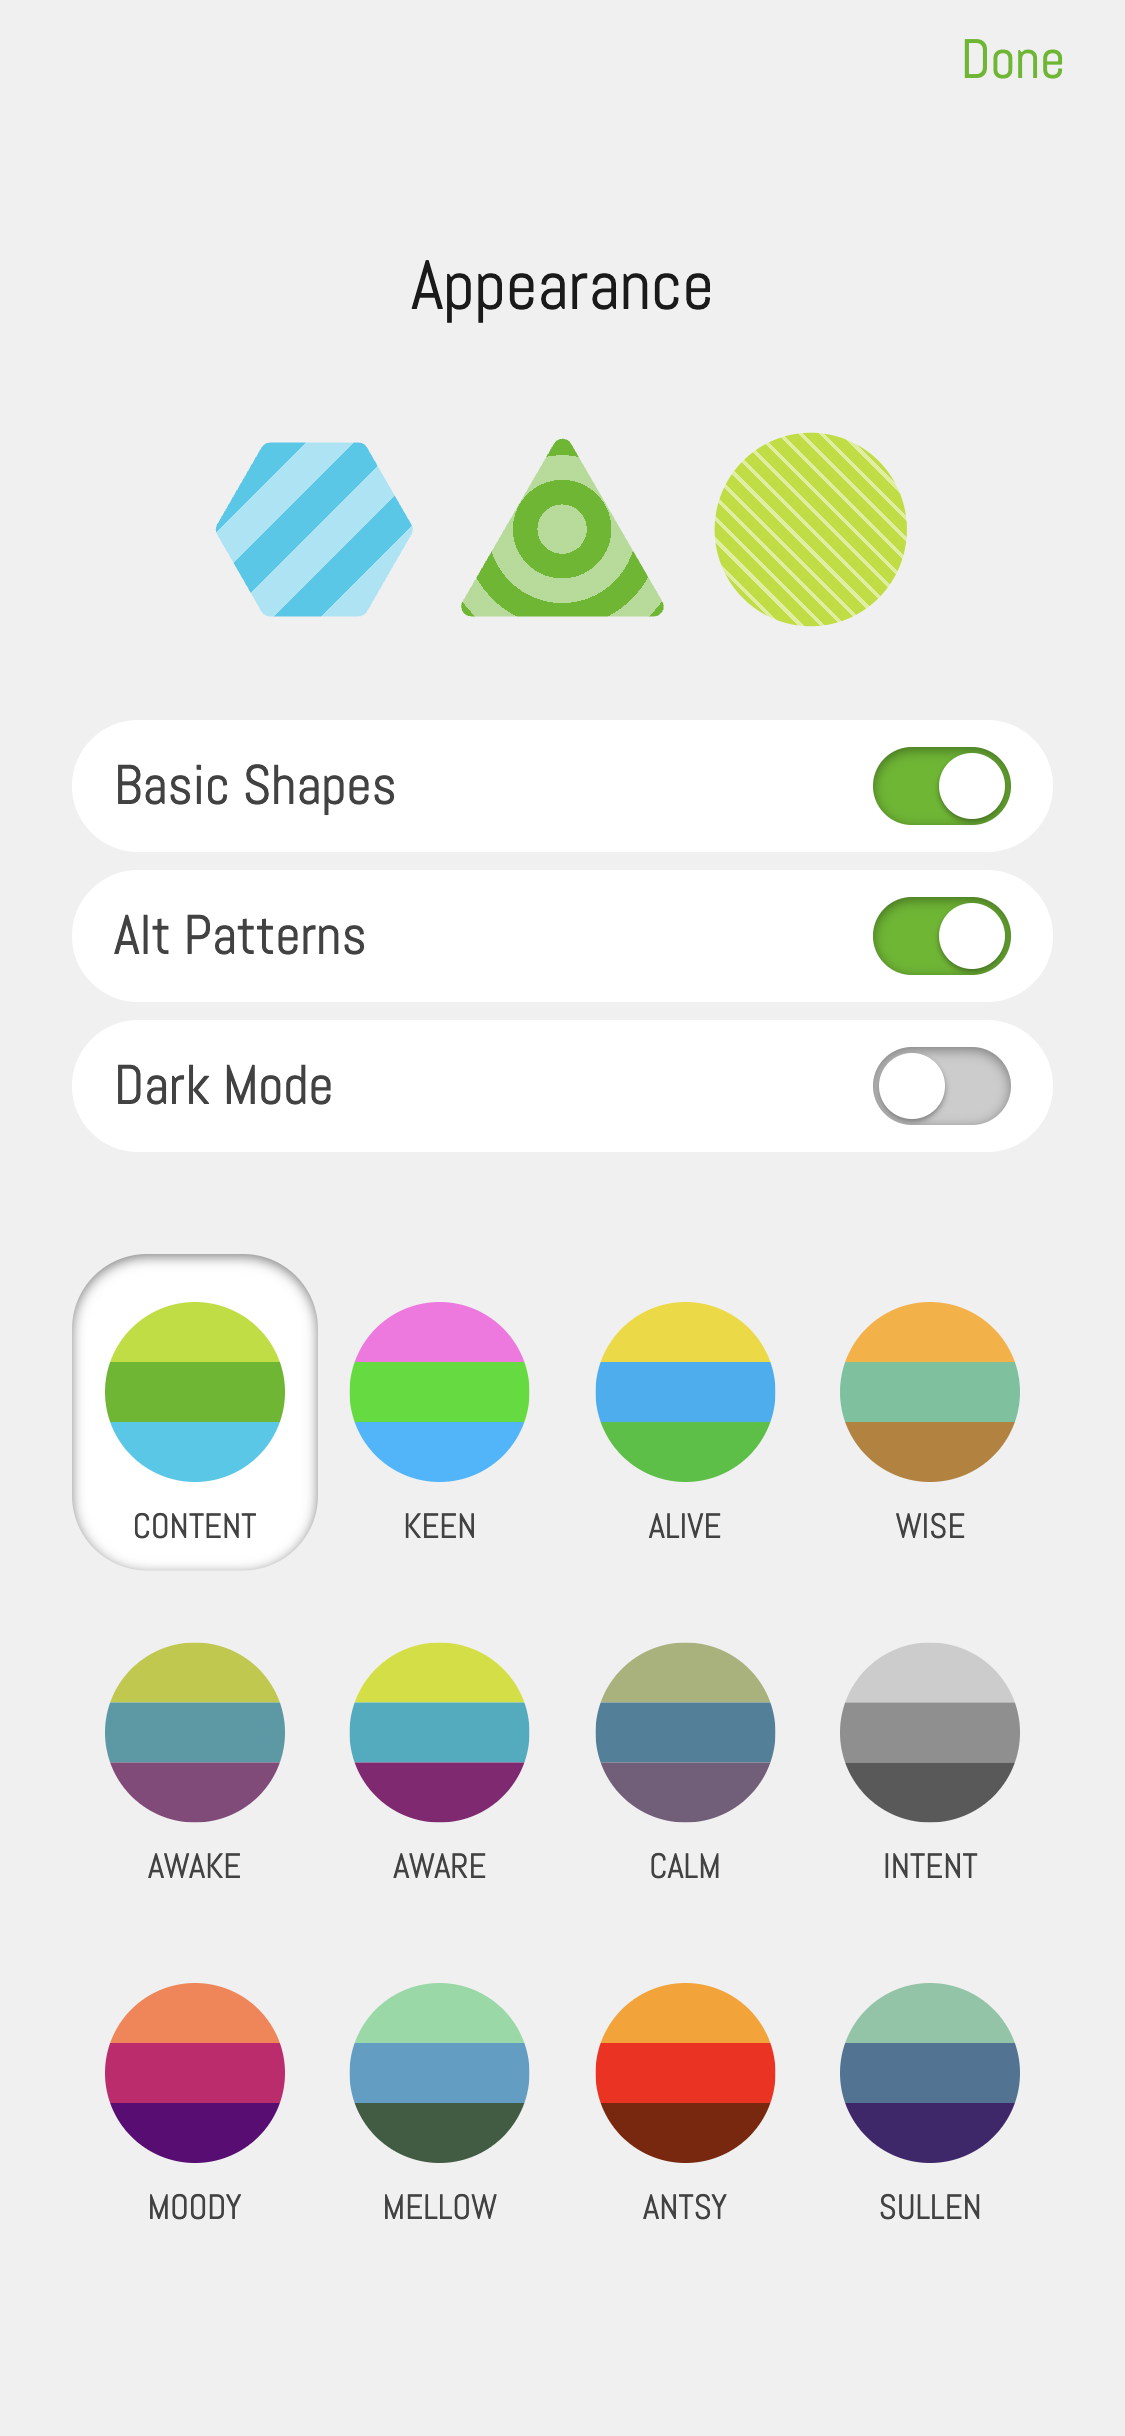 Done
Appearance
Basic Shapes
Alt Patterns
Dark Mode
CONTENT KEEN ALIVE WISE
AWAKE AWARE CALM INTENT
MOODY MELLOW ANTSY SULLEN